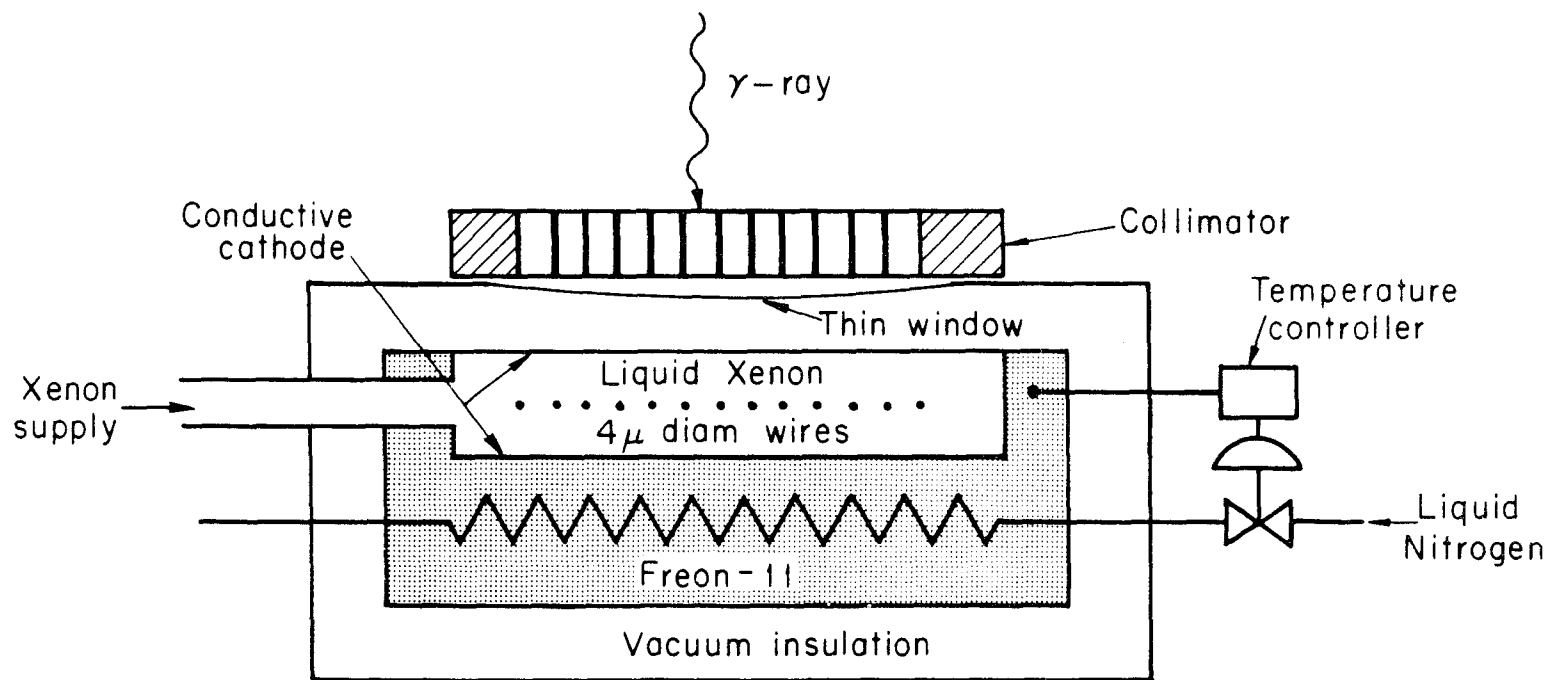 γ-ray
Conductive
cathode
Collimator
Thin window
Temperature
controller
Xenon
supply
Liquid Xenon
4μ diam wires
Liquid
Nitrogen
Freon-11
Vacuum insulation